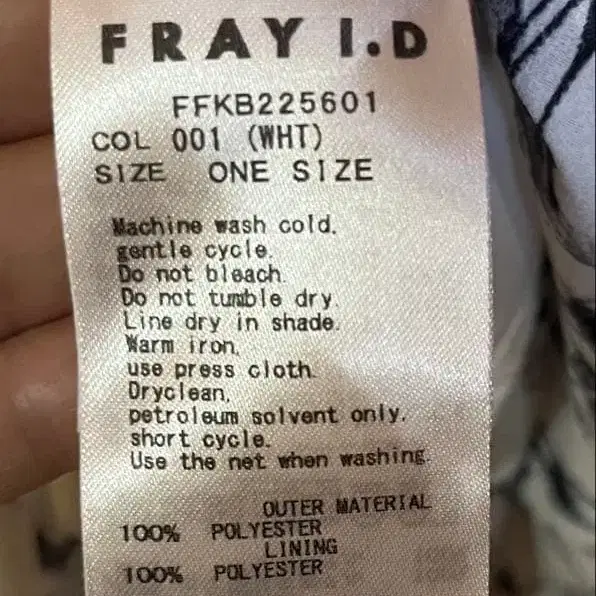 FRAY I.D
FFKB225601
COL 001 (WHT)
SIZE ONE SIZE
Machine wash cold,
gentle cycle.
Do not bleach.
Do not tumble dry.
Line dry in shade.
Warm iron,
use press cloth.
Dryclean,
petroleum solvent only,
short cycle.
Use the net when washing.
OUTER MATERIAL
100% POLYESTER
LINING
100% POLYESTER